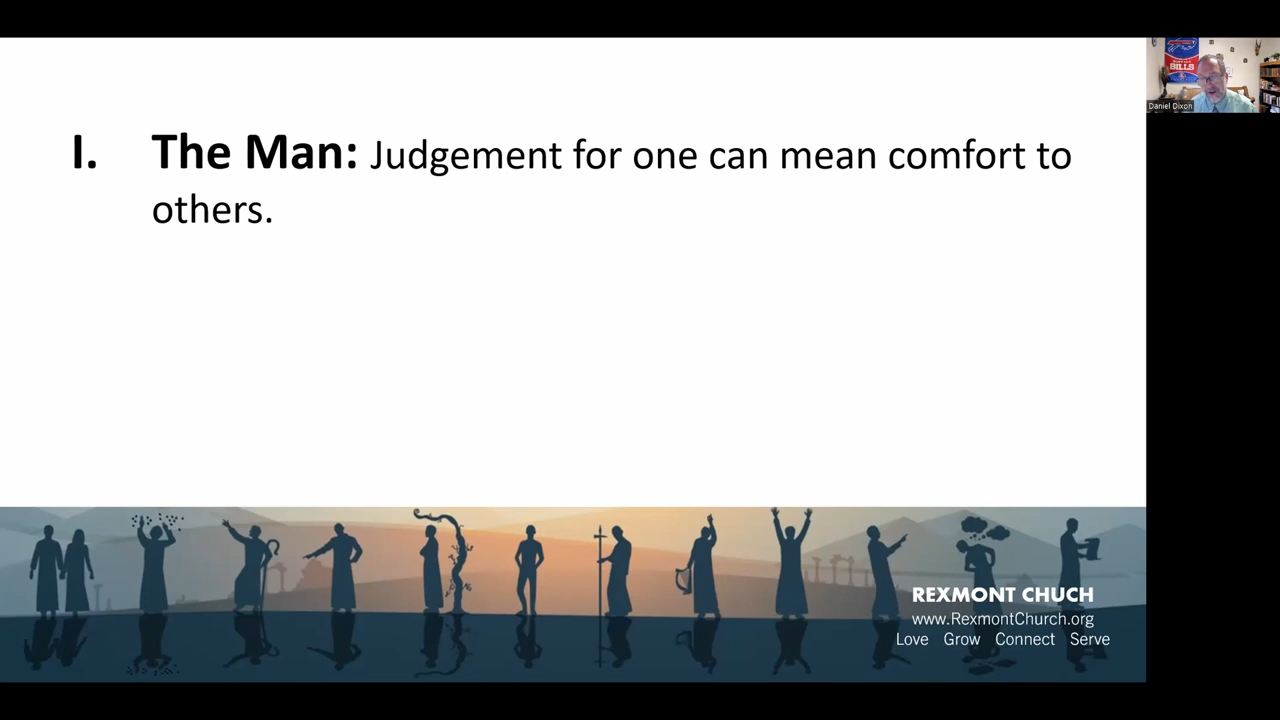 I. The Man: Judgement for one can mean comfort to
others.
REXMONT CHUCH
www.RexmontChurch.org
Love Grow Connect Serve
BILLS
Daniel Dixon